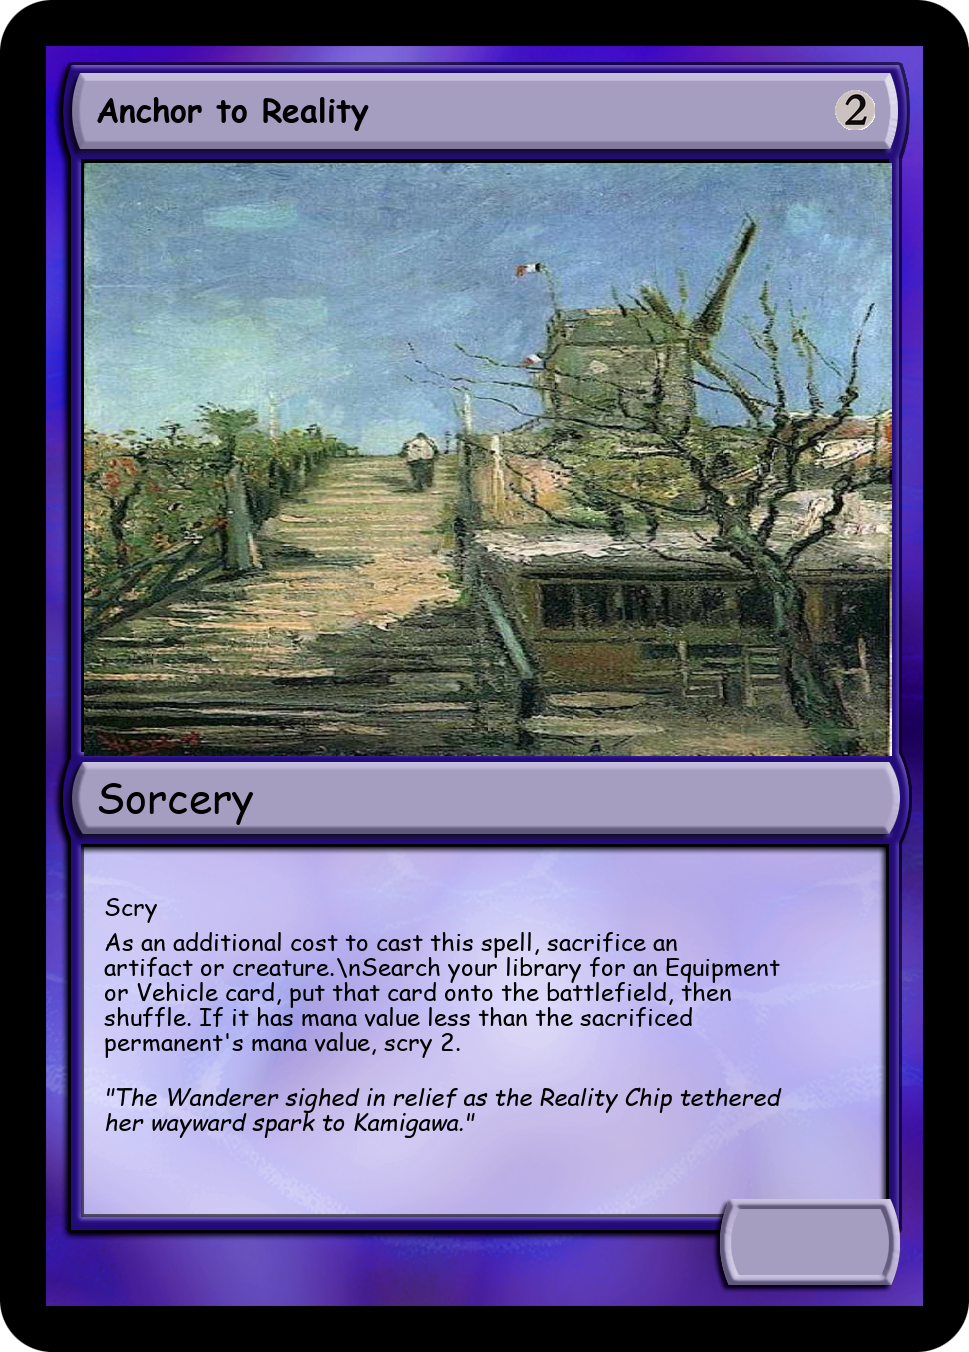 Anchor to Reality
2
Sorcery
Scry
As an additional cost to cast this spell, sacrifice an
artifact or creature.\nSearch your library for an Equipment
or Vehicle card, put that card onto the battlefield, then
shuffle. If it has mana value less than the sacrificed
permanent's mana value, scry 2.
"The Wanderer sighed in relief as the Reality Chip tethered
her wayward spark to Kamigawa."